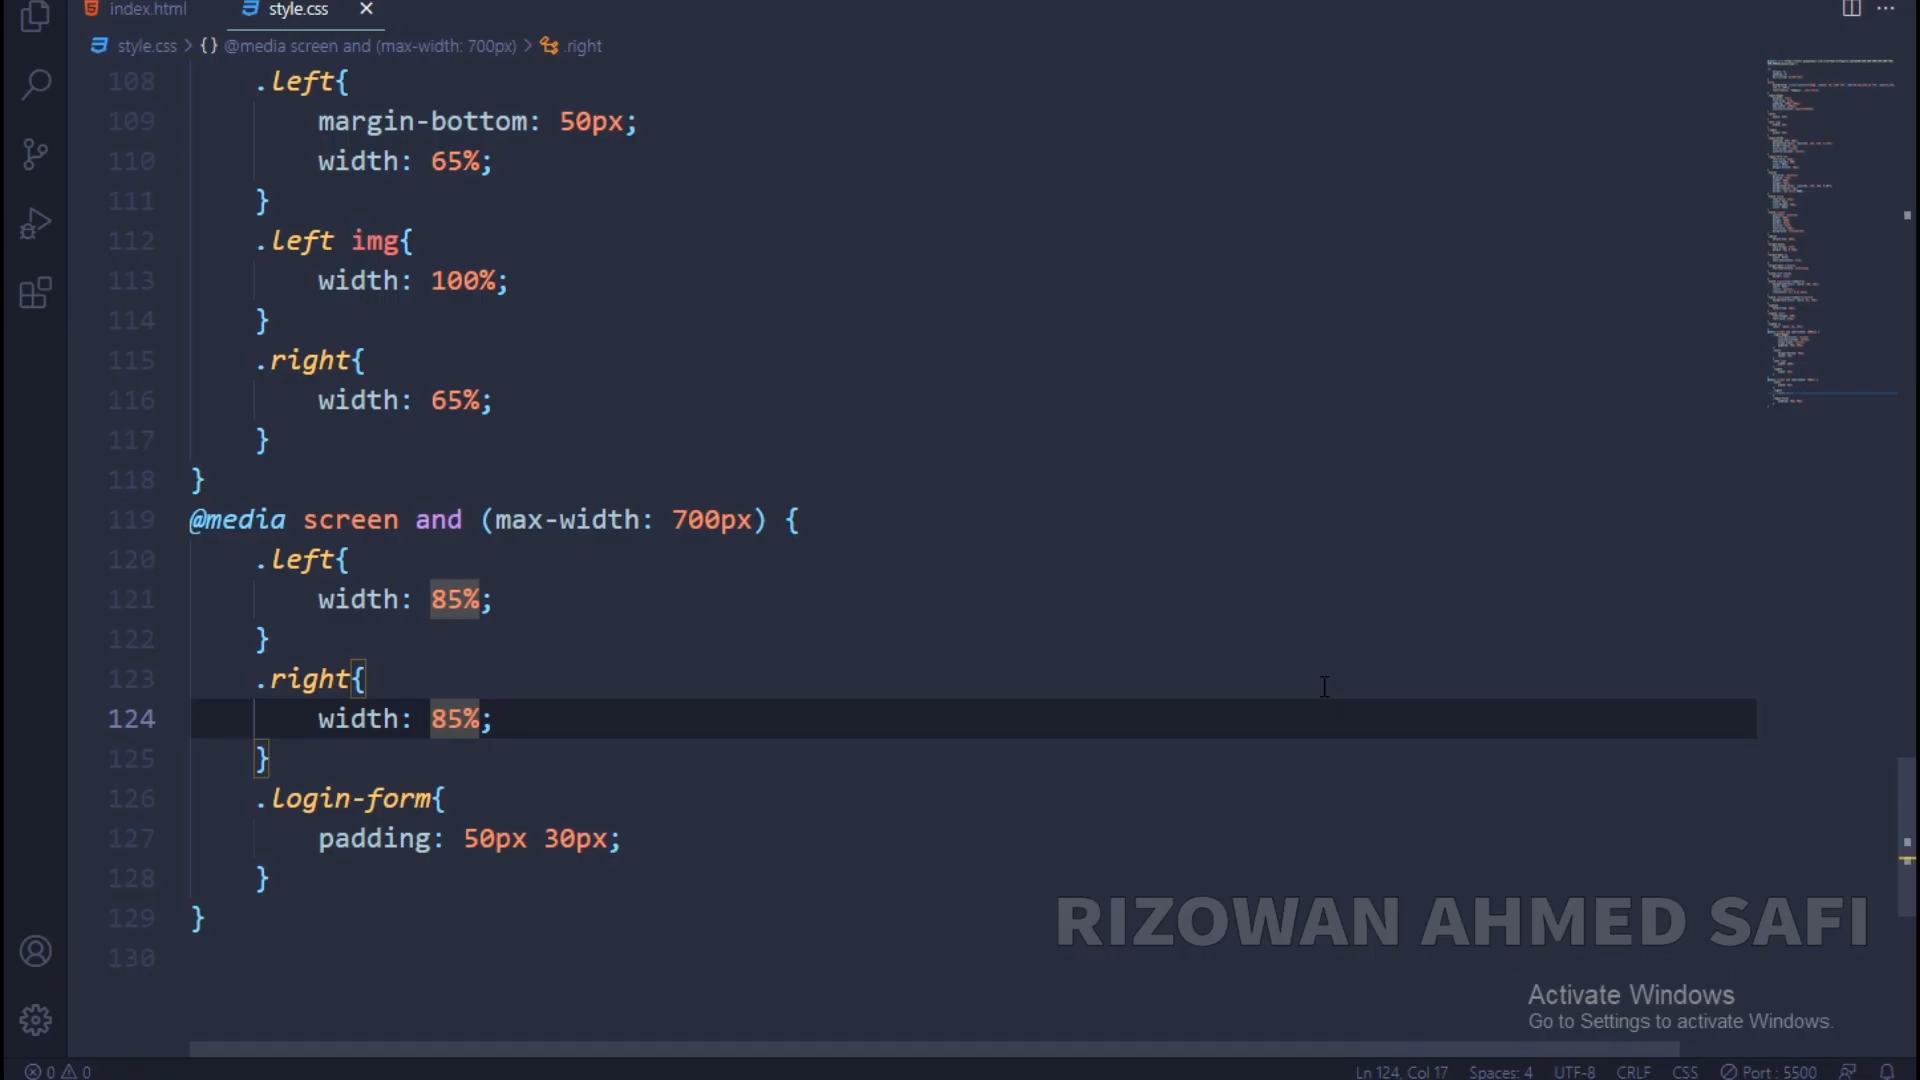 index.html
style.css
style.css > {} @media screen and (max-width: 700px) > .right
108 .left{
109 margin-bottom: 50px;
110 width: 65%;
111 }
112 .left img{
113 width: 100%;
114 }
115 .right{
116 width: 65%;
117 }
118 }
119 @media screen and (max-width: 700px) {
120 .left{
121 width: 85%;
122 }
123 .right{
124 width: 85%;
125 }
126 .login-form{
127 padding: 50px 30px;
128 }
129 }
130
RIZOWAN AHMED SAFI
Activate Windows
Go to Settings to activate Windows.
0 0 Ln 124, Col 17 Spaces: 4 UTF-8 CRLF CSS Port : 5500